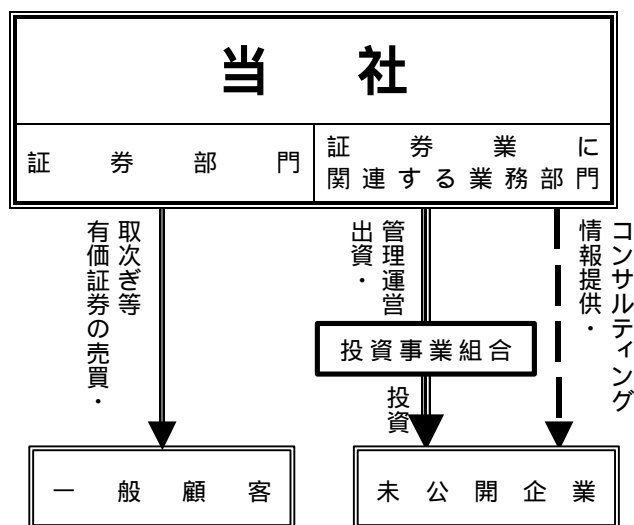 当社
証券部門
証券業に
関連する業務部門
有価証券の売買・
取次ぎ等
出資・
管理運営
情報提供・
コンサルティング
投資事業組合
投資
一般顧客
未公開企業